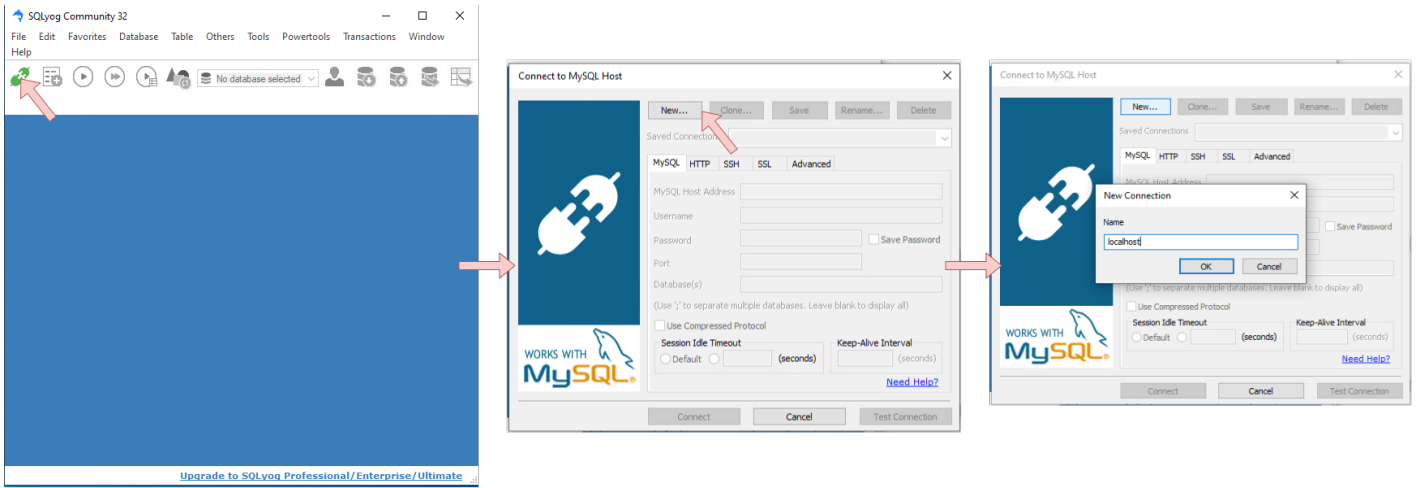 SQLyog Community 32
File Edit Favorites Database Table Others Tools Powertools Transactions Window
Help
No database selected
Upgrade to SQLyog Professional/Enterprise/Ultimate
Connect to MySQL Host
New... Clone... Save Rename... Delete
Saved Connections
MySQL HTTP SSH SSL Advanced
MySQL Host Address
Username
Password Save Password
Port
Database(s)
(Use ';' to separate multiple databases. Leave blank to display all)
Use Compressed Protocol
Session Idle Timeout Keep-Alive Interval
Default (seconds) (seconds)
Need Help?
WORKS WITH
MySQL®
Connect Cancel Test Connection
Connect to MySQL Host
New... Clone... Save Rename... Delete
Saved Connections
MySQL HTTP SSH SSL Advanced
MySQL Host Address
New Connection
Name
localhost
OK Cancel
Save Password
(Use ';' to separate multiple databases. Leave blank to display all)
Use Compressed Protocol
Session Idle Timeout Keep-Alive Interval
Default (seconds) (seconds)
Need Help?
WORKS WITH
MySQL®
Connect Cancel Test Connection